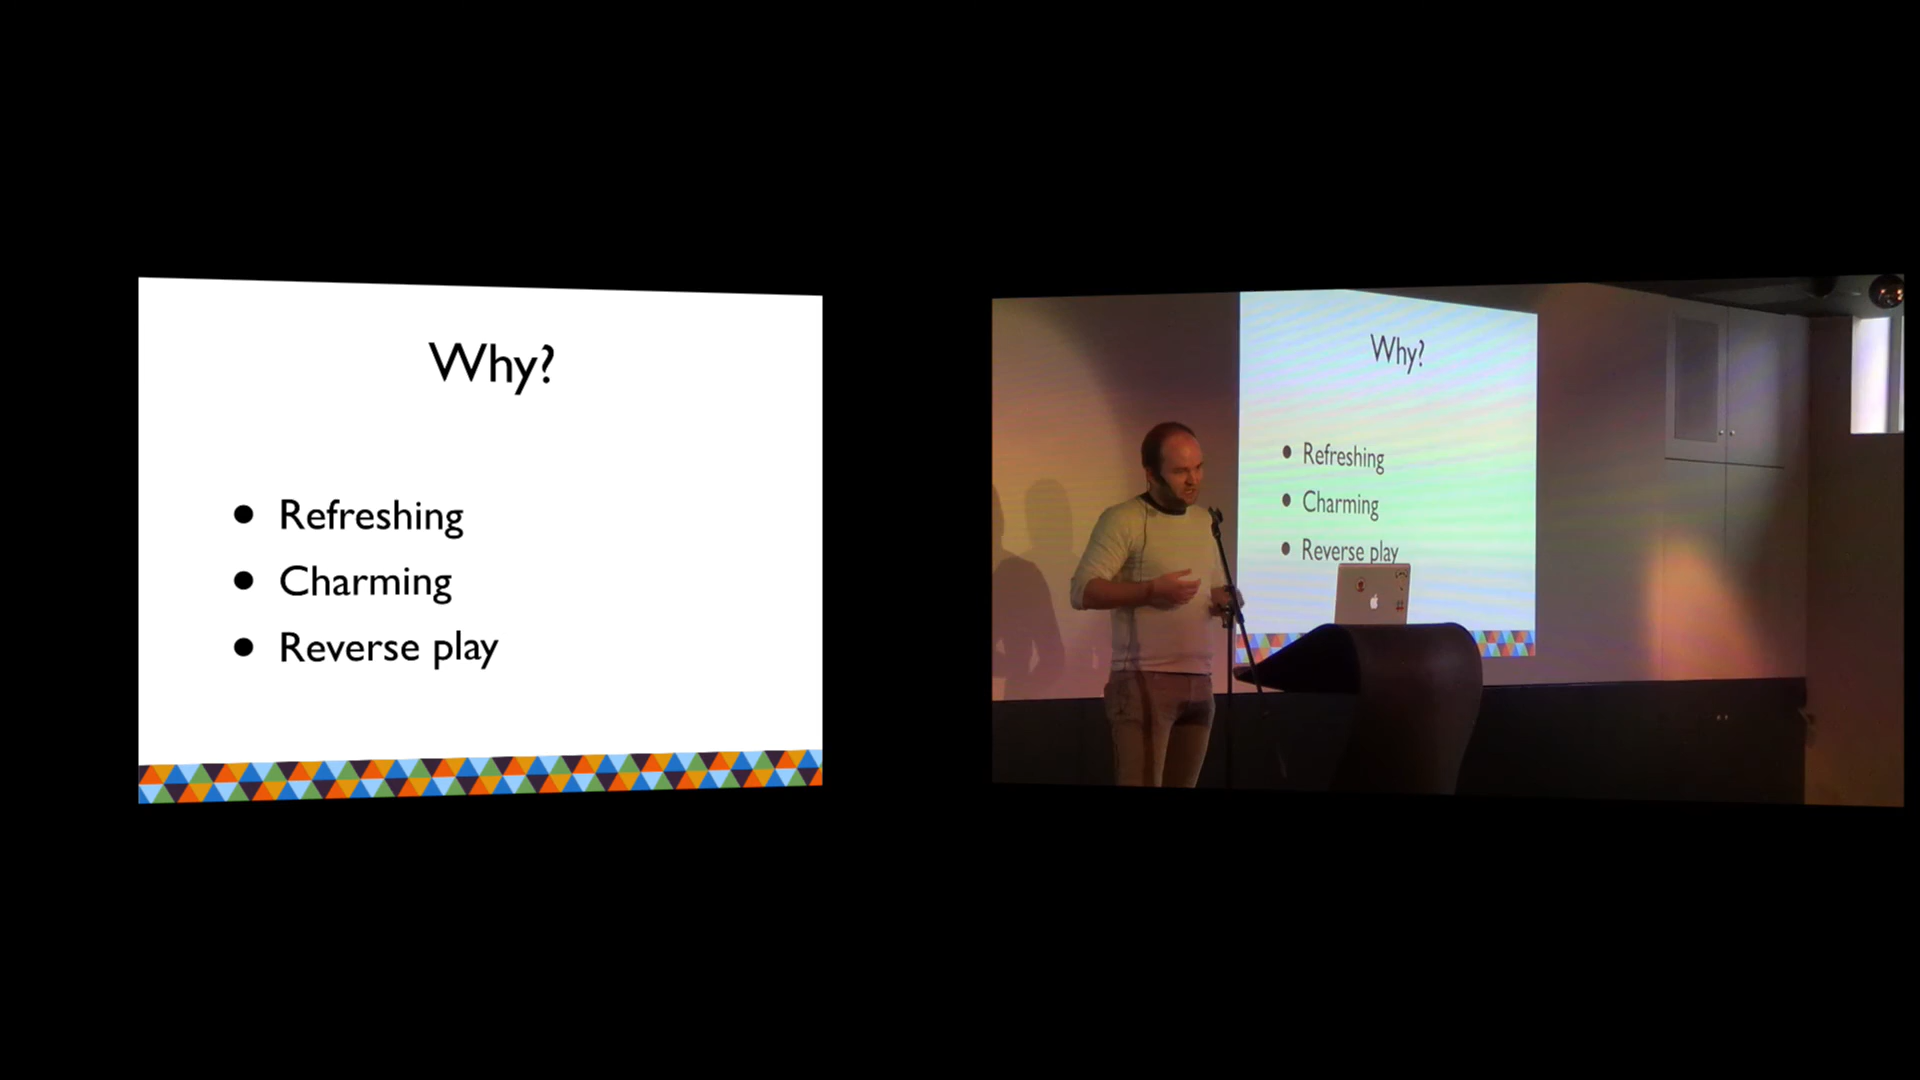 Why?
• Refreshing
• Charming
• Reverse play
Why?
• Refreshing
• Charming
• Reverse play